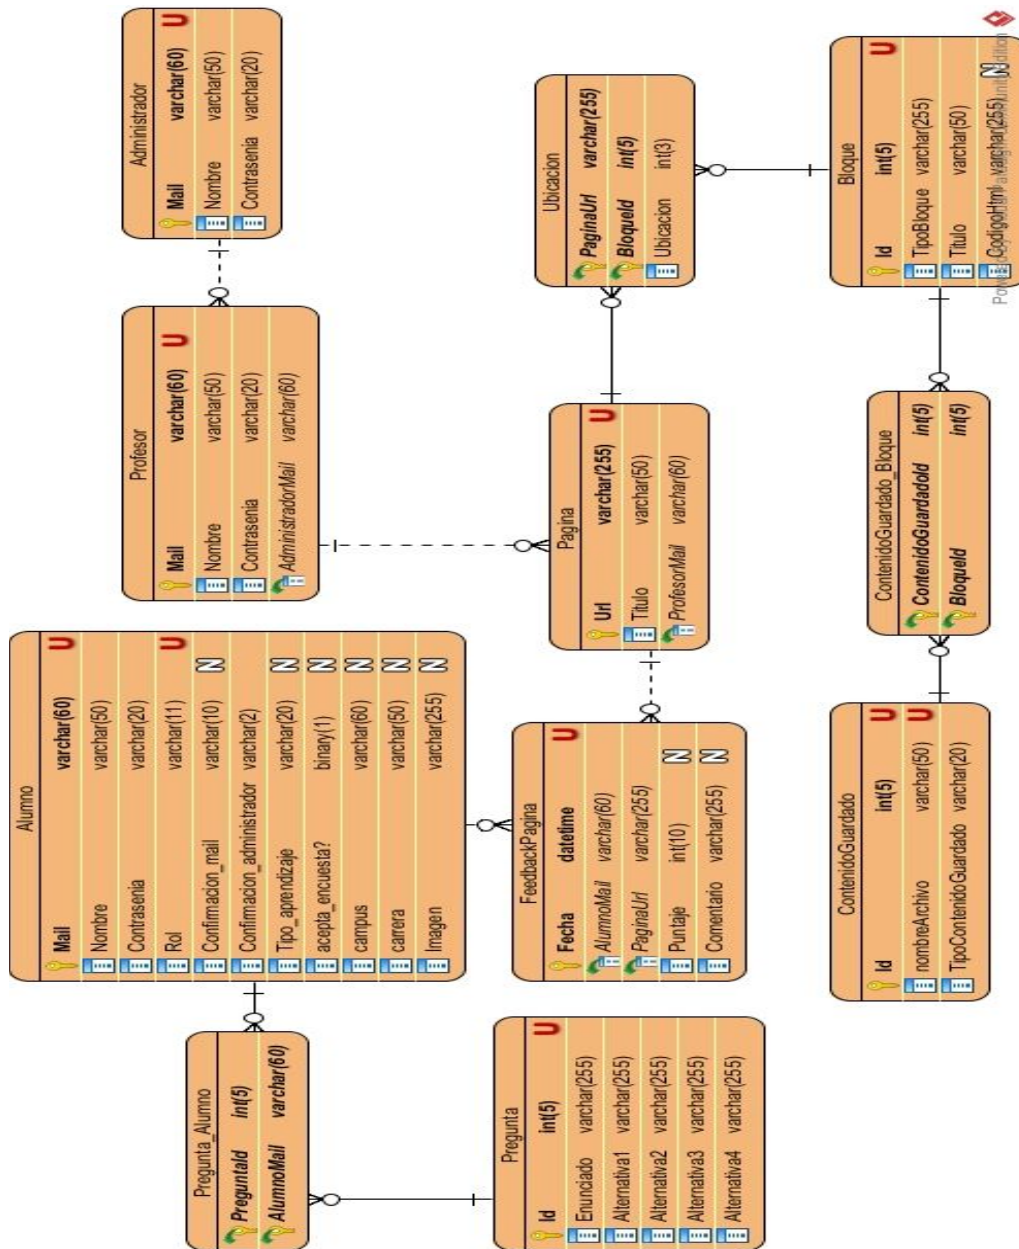 Administrador
Mail varchar(60) U
Nombre varchar(50)
Contrasenia varchar(20)
Profesor
Mail varchar(60) U
Nombre varchar(50)
Contrasenia varchar(20)
AdministradorMail varchar(60)
Alumno
Mail varchar(60) U
Nombre varchar(50)
Contrasenia varchar(20)
Rol varchar(11) U
Confirmacion_mail varchar(10) N
Confirmacion_administrador varchar(2)
Tipo_aprendizaje varchar(20) N
acepta_encuesta? binary(1) N
campus varchar(60) N
carrera varchar(50) N
Imagen varchar(255) N
Pregunta_Alumno
PreguntaId int(5)
AlumnoMail varchar(60)
Ubicacion
PaginaUrl varchar(255)
BloqueId int(5)
Ubicacion int(3)
Pagina
Url varchar(255) U
Titulo varchar(50)
ProfesorMail varchar(60)
FeedbackPagina
Fecha datetime U
AlumnoMail varchar(60)
PaginaUrl varchar(255)
Puntaje int(10) N
Comentario varchar(255) N
Pregunta
Id int(5) U
Enunciado varchar(255)
Alternativa1 varchar(255)
Alternativa2 varchar(255)
Alternativa3 varchar(255)
Alternativa4 varchar(255)
Bloque
Id int(5) U
TipoBloque varchar(255)
Titulo varchar(50)
CodigoHtml varchar(255) N
ContenidoGuardado_Bloque
ContenidoGuardadoId int(5)
BloqueId int(5)
ContenidoGuardado
Id int(5) U
nombreArchivo varchar(50) U
TipoContenidoGuardado varchar(20)